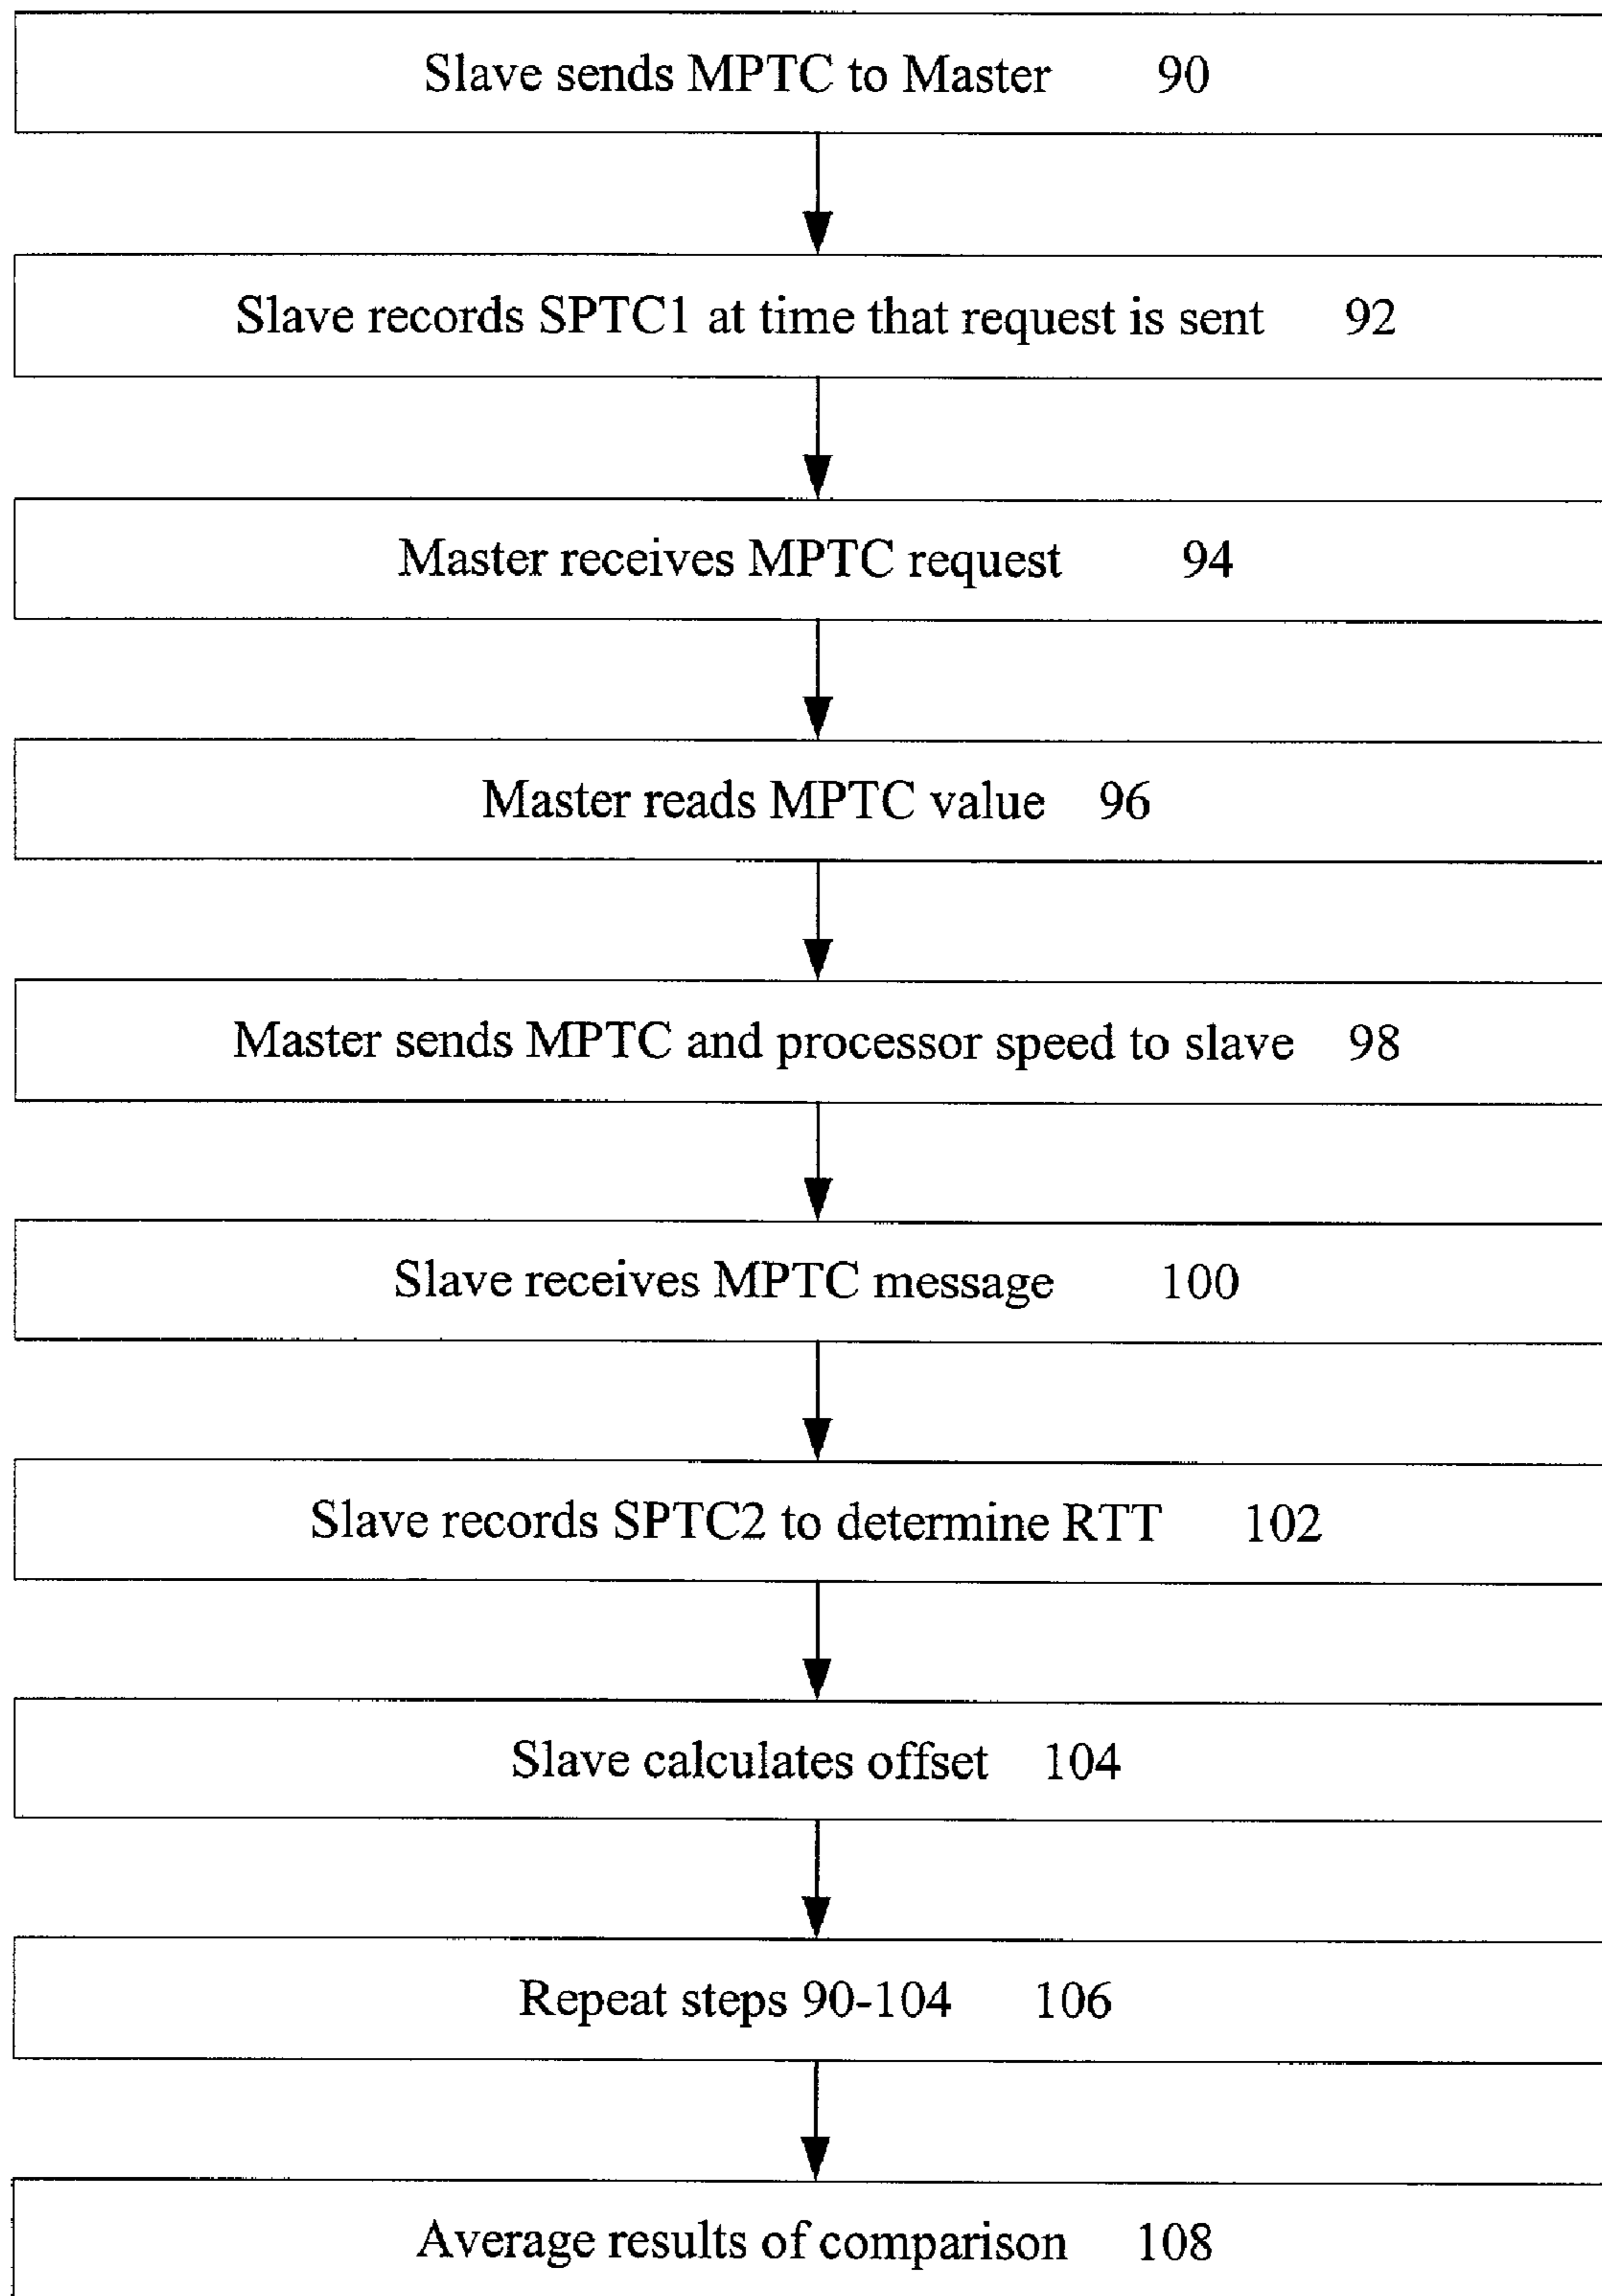 Slave sends MPTC to Master 90
Slave records SPTC1 at time that request is sent 92
Master receives MPTC request 94
Master reads MPTC value 96
Master sends MPTC and processor speed to slave 98
Slave receives MPTC message 100
Slave records SPTC2 to determine RTT 102
Slave calculates offset 104
Repeat steps 90-104 106
Average results of comparison 108